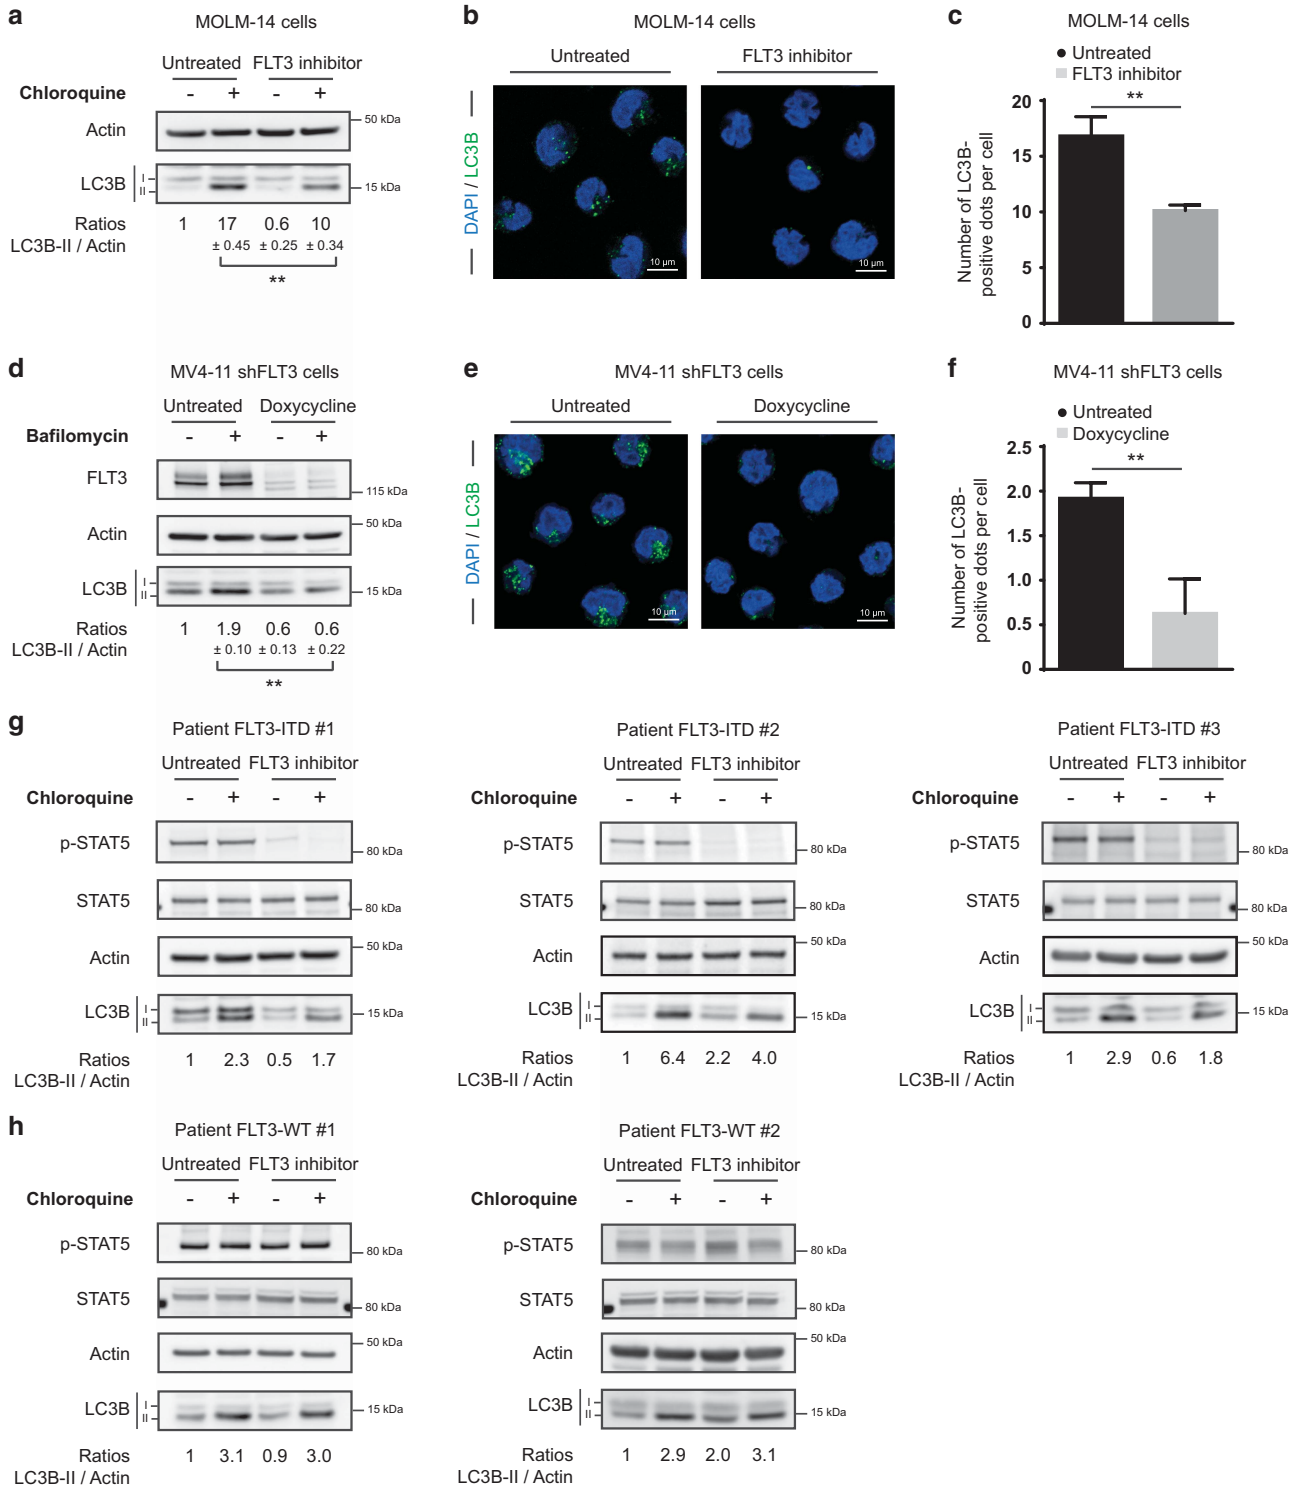 a
MOLM-14 cells
Untreated FLT3 inhibitor
Chloroquine - + - +
Actin
50 kDa
LC3B
I
II
15 kDa
Ratios 1 17 0.6 10
LC3B-II / Actin ± 0.45 ± 0.25 ± 0.34
**
b
MOLM-14 cells
Untreated FLT3 inhibitor
DAPI / LC3B
10 µm
10 µm
c
MOLM-14 cells
Untreated
FLT3 inhibitor
**
Number of LC3B-
positive dots per cell
20
15
10
5
0
d
MV4-11 shFLT3 cells
Untreated Doxycycline
Bafilomycin - + - +
FLT3
115 kDa
Actin
50 kDa
LC3B
I
II
15 kDa
Ratios 1 1.9 0.6 0.6
LC3B-II / Actin ± 0.10 ± 0.13 ± 0.22
**
e
MV4-11 shFLT3 cells
Untreated Doxycycline
DAPI / LC3B
10 µm
10 µm
f
MV4-11 shFLT3 cells
Untreated
Doxycycline
**
Number of LC3B-
positive dots per cell
2.5
2.0
1.5
1.0
0.5
0
g
Patient FLT3-ITD #1
Untreated FLT3 inhibitor
Chloroquine - + - +
p-STAT5
80 kDa
STAT5
80 kDa
Actin
50 kDa
LC3B
I
II
15 kDa
Ratios 1 2.3 0.5 1.7
LC3B-II / Actin
Patient FLT3-ITD #2
Untreated FLT3 inhibitor
Chloroquine - + - +
p-STAT5
80 kDa
STAT5
80 kDa
Actin
50 kDa
LC3B
I
II
15 kDa
Ratios 1 6.4 2.2 4.0
LC3B-II / Actin
Patient FLT3-ITD #3
Untreated FLT3 inhibitor
Chloroquine - + - +
p-STAT5
80 kDa
STAT5
80 kDa
Actin
50 kDa
LC3B
I
II
15 kDa
Ratios 1 2.9 0.6 1.8
LC3B-II / Actin
h
Patient FLT3-WT #1
Untreated FLT3 inhibitor
Chloroquine - + - +
p-STAT5
80 kDa
STAT5
80 kDa
Actin
50 kDa
LC3B
I
II
15 kDa
Ratios 1 3.1 0.9 3.0
LC3B-II / Actin
Patient FLT3-WT #2
Untreated FLT3 inhibitor
Chloroquine - + - +
p-STAT5
80 kDa
STAT5
80 kDa
Actin
50 kDa
LC3B
I
II
15 kDa
Ratios 1 2.9 2.0 3.1
LC3B-II / Actin